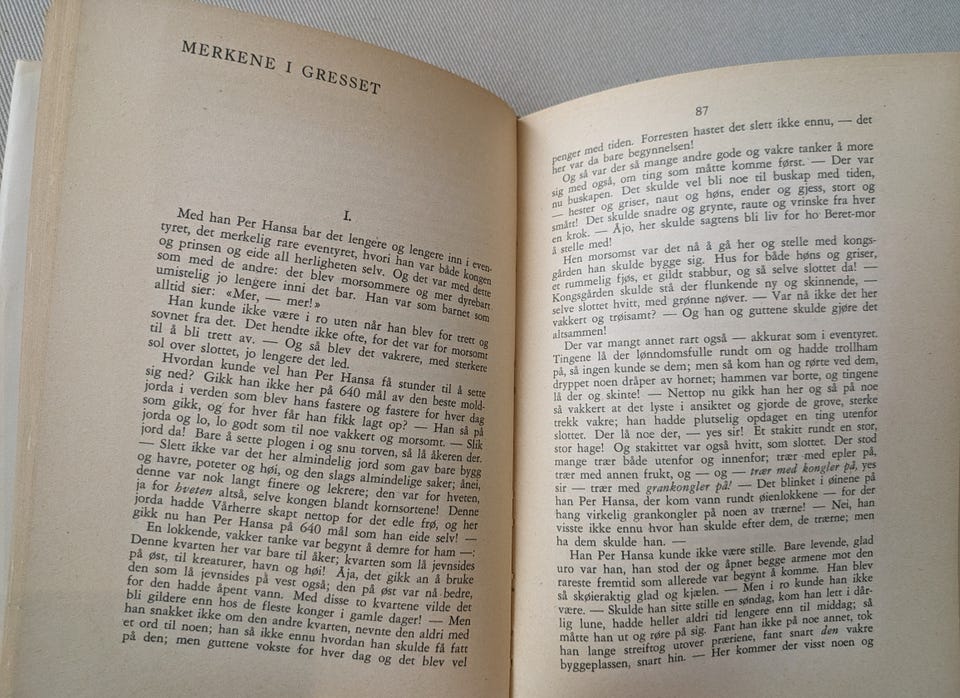 MERKENE I GRESSET
I.
Med han Per Hansa bar det lengere og lengere inn i even-
tyret, det merkelig rare eventyret, hvori han var både kongen
og prinsen og eide all herligheten selv. Og det var med dette
som med de andre: det blev morsommere og mer dyrebart
umistelig jo lengere inni det bar. Han var som barnet som
alltid sier: «Mer, — mer!»
Han kunde ikke være i ro uten når han blev for trett og
sovnet fra det. Det hendte ikke ofte, for det var for morsomt
til å bli trett av. — Og så blev det vakrere, med sterkere
sol over slottet, jo lengere det led.
Hvordan kunde vel han Per Hansa få stunder til å sette
sig ned? Gikk han ikke her på 640 mål av den beste mold-
jorda i verden som blev hans fastere og fastere for hver dag
som gikk, og for hver får han fikk lagt op? — Han så på
jorda og lo, lo godt som til noe vakkert og morsomt. — Slik
jord da! Bare å sette plogen i og snu torven, så lå åkeren der.
— Slett ikke var det her almindelig jord som gav bare bygg
og havre, poteter og høi, og den slags almindelige saker; ånei,
denne var nok langt finere og lekrere; den var for hveten,
ja for hveten altså, selve kongen blandt kornsortene! Denne
jorda hadde Vårherre skapt nettop for det edle frø, og her
gikk nu han Per Hansa på 640 mål som han eide selv! —
En lokkende, vakker tanke var begynt å demre for ham —:
Denne kvarten her var bare til åker; kvarten som lå jevnsides
på øst, til kreaturer, havn og høi! Åja, det gikk an å bruke
den som lå jevnsides på vest også; den på øst var nå bedre,
for den hadde åpent vann. Med disse to kvartene vilde det
bli gildere enn hos de fleste konger i gamle dager! — Men
han snakket ikke om den andre kvarten, nevnte den aldri med
et ord til noen; han så ikke ennu hvordan han skulde få fatt
på den; men guttene vokste for hver dag og det blev vel
87
penger med tiden. Forresten hastet det slett ikke ennu, — det
her var da bare begynnelsen!
Og så var der så mange andre gode og vakre tanker å more
sig med også, om ting som måtte komme først. — Der var
nu buskapen. Det skulde vel bli noe til buskap med tiden,
— hester og griser, naut og høns, ender og gjess, stort og
smått! Det skulde snadre og grynte, raute og vrinske fra hver
en krok. — Åjo, her skulde sagtens bli liv for ho Beret-mor
å stelle med!
Hen morsomst var det nå å gå her og stelle med kongs-
gården han skulde bygge sig. Hus for både høns og griser,
et rummelig fjøs, et gildt stabbur, og så selve slottet da! —
Kongsgården skulde stå der flunkende ny og skinnende, —
selve slottet hvitt, med grønne nøver. — Var nå ikke det her
vakkert og trøisamt? — Og han og guttene skulde gjøre det
altsammen!
Der var mangt annet rart også — akkurat som i eventyret.
Tingene lå der lønndomsfulle rundt om og hadde trollham
på, så ingen kunde se dem; men så kom han og rørte ved dem,
dryppet noen dråper av hornet; hammen var borte, og tingene
lå der og skinte! — Nettop nu gikk han her og så på noe
så vakkert at det lyste i ansiktet og gjorde de grove, sterke
trekk vakre; han hadde plutselig opdaget en ting utenfor
slottet. Der lå noe der, — yes sir! Et stakitt rundt en stor,
stor hage! Og stakittet var også hvitt, som slottet. Der stod
mange trær både utenfor og innenfor; trær med epler på,
trær med annen frukt, og — og — trær med kongler på, yes
sir — trær med grankongler på! — Det blinket i øinene på
han Per Hansa, der kom vann rundt øienlokkene — for der
hang virkelig grankongler på noen av trærne! — Nei, han
visste ikke ennu hvor han skulde efter dem, de trærne; men
ha dem skulde han. —
Han Per Hansa kunde ikke være stille. Bare levende, glad
uro var han, han stod der og åpnet begge armene mot den
rareste fremtid som allerede var begynt å komme. Han blev
så skøieraktig glad og kjælen. — Men i ro kunde han ikke
være. — Skulde han sitte stille en søndag, kom han lett i dår-
lig lune, hadde heller aldri tid lengere enn til middag; så
måtte han ut og røre på sig. Fant han ikke på noe annet, tok
han lange streiftog utover præriene, fant snart den vakre
byggeplassen, snart hin. — Her kommer der visst noen og